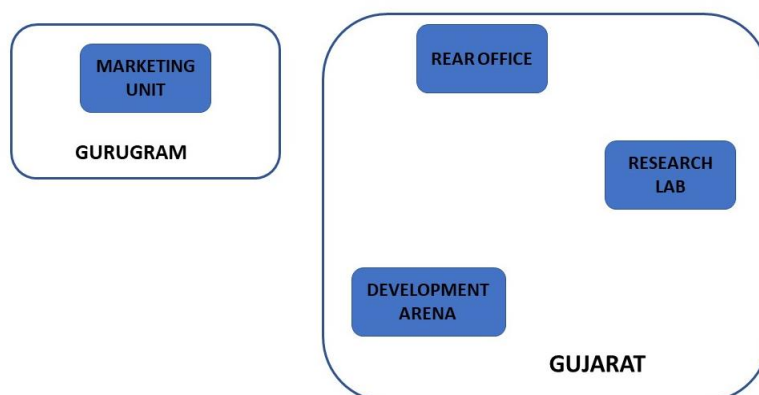 MARKETING
UNIT
GURUGRAM
REAR OFFICE
RESEARCH
LAB
DEVELOPMENT
ARENA
GUJARAT